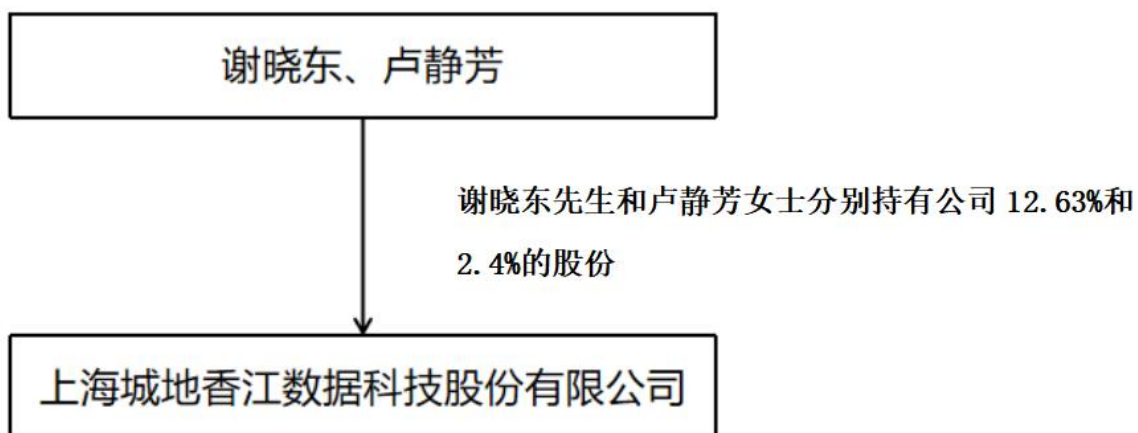 谢晓东、卢静芳
谢晓东先生和卢静芳女士分别持有公司 12.63%和
2.4%的股份
上海城地香江数据科技股份有限公司